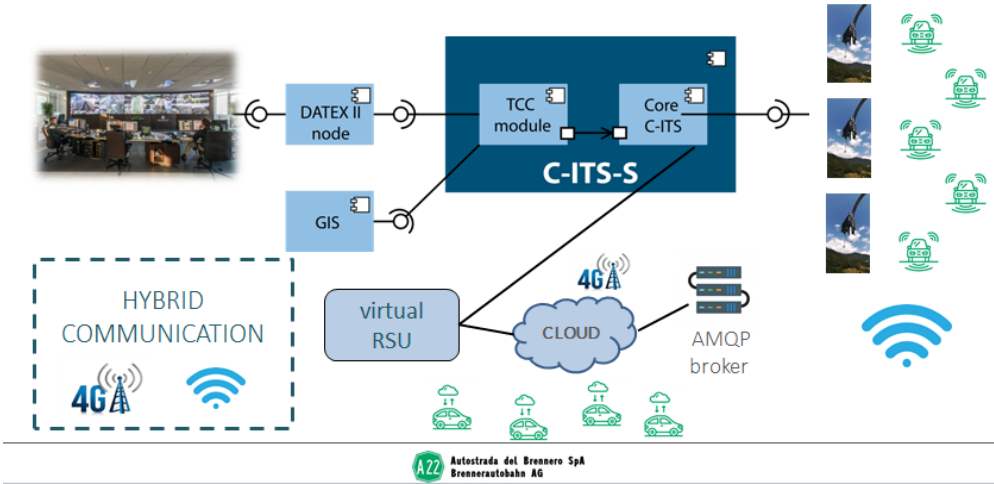 DATEX II
node
TCC
module
Core
C-ITS
C-ITS-S
GIS
HYBRID
COMMUNICATION
4G
virtual
RSU
4G
CLOUD
AMQP
broker
A22
Autostrada del Brennero SpA
Brennerautobahn AG